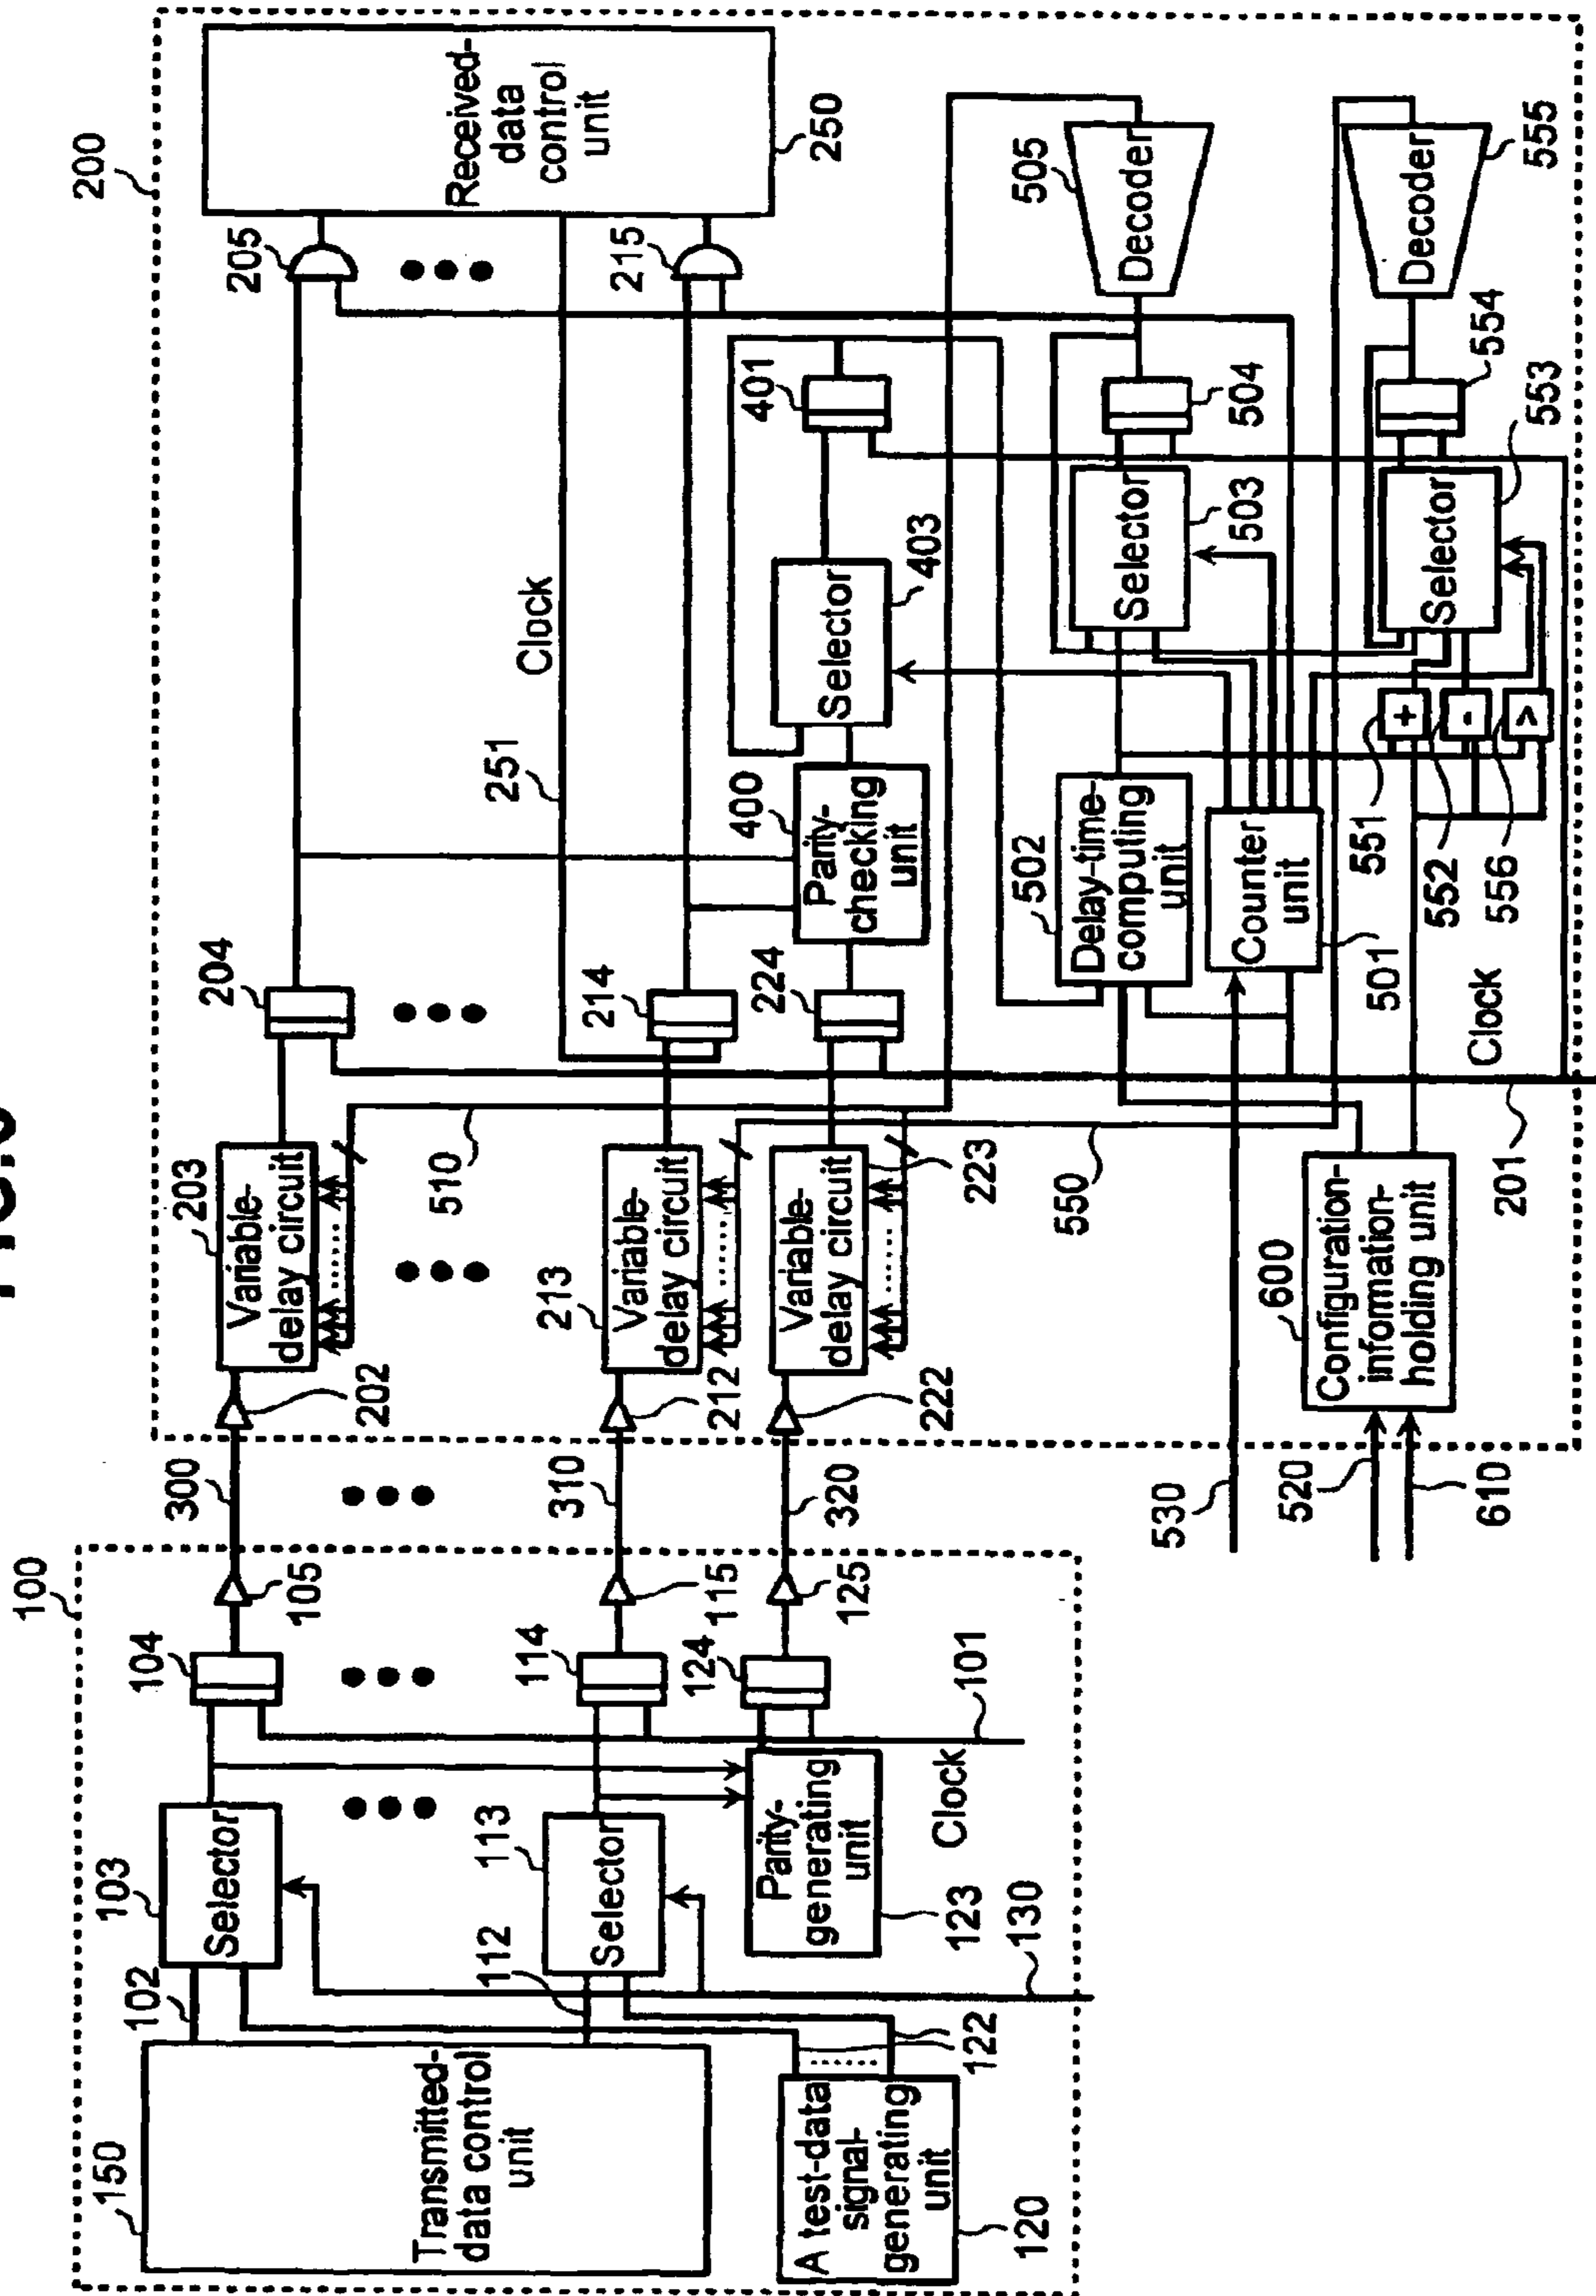 100
150
Transmitted-
data control
unit
102
103
Selector
104
105
300
112
113
Selector
114
115
310
A test-data
signal-
generating
unit
120
122
Parity-
generating
unit
123
124
125
320
130
Clock
101
200
202
203
Variable-
delay circuit
204
205
Received-
data
control
unit
250
510
251
Clock
212
213
Variable-
delay circuit
214
215
222
Variable-
delay circuit
223
224
400
Parity-
checking
unit
Selector
403
401
550
502
Delay-time-
computing
unit
Selector
503
504
505
Decoder
530
Counter
unit
501
520
610
600
Configuration-
information-
holding unit
201
Clock
551
+
552
-
556
>
Selector
553
554
Decoder
555